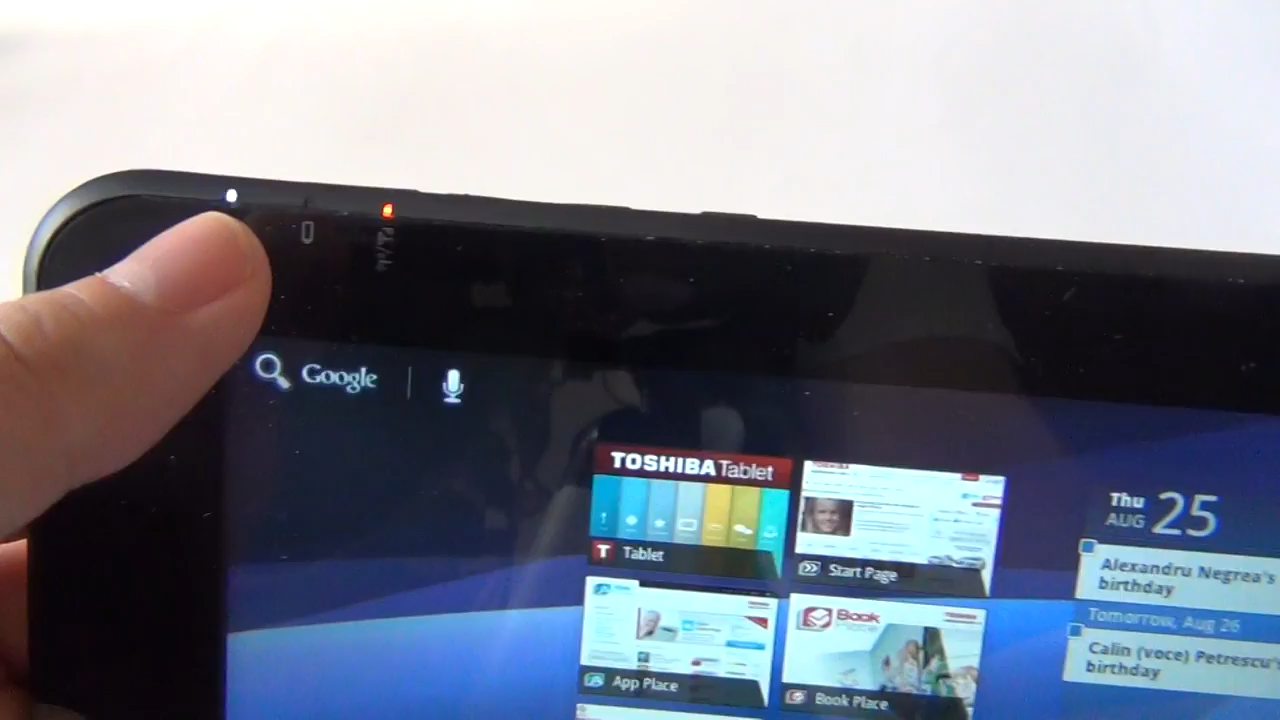 Google
TOSHIBA Tablet
T Tablet
Start Page
App Place
Book
Book Place
Thu
AUG 25
Alexandru Negrea's
birthday
Tomorrow, Aug 26
Calin (voce) Petrescu's
birthday